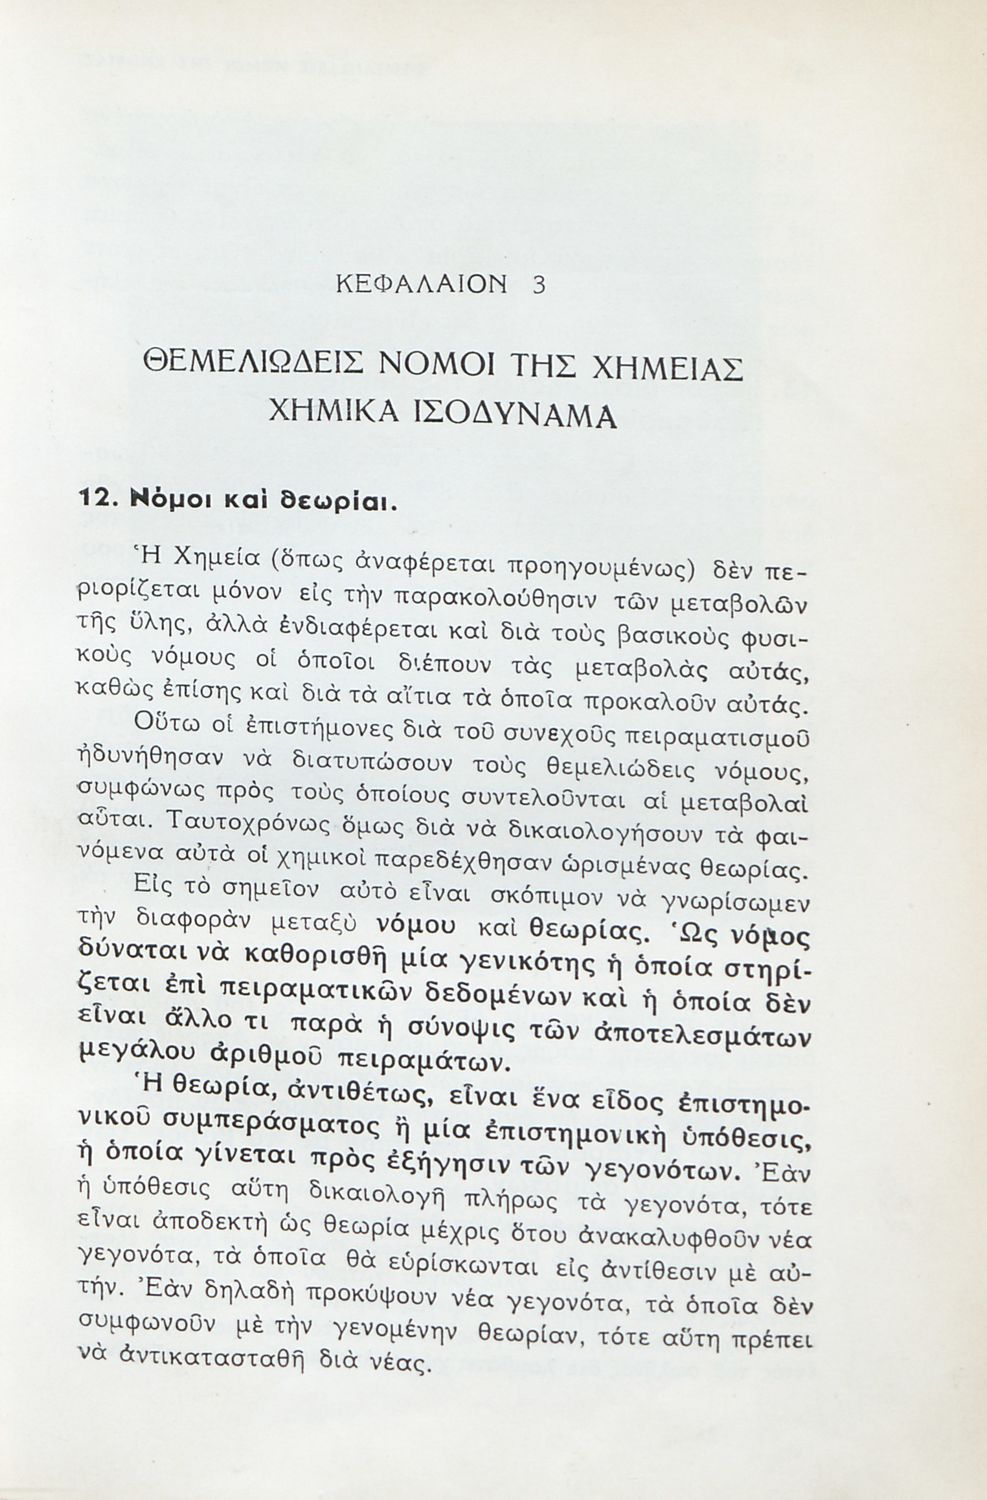 ΚΕΦΑΛΑΙΟΝ 3
ΘΕΜΕΛΙΩΔΕΙΣ ΝΟΜΟΙ ΤΗΣ ΧΗΜΕΙΑΣ
ΧΗΜΙΚΑ ΙΣΟΔΥΝΑΜΑ
12. Νόμοι καὶ θεωρίαι.
Ἡ Χημεία (ὅπως ἀναφέρεται προηγουμένως) δὲν πε-
ριορίζεται μόνον εἰς τὴν παρακολούθησιν τῶν μεταβολῶν
τῆς ὕλης, ἀλλὰ ἐνδιαφέρεται καὶ διὰ τοὺς βασικοὺς φυσι-
κοὺς νόμους οἱ ὁποῖοι διέπουν τὰς μεταβολὰς αὐτάς,
καθὼς ἐπίσης καὶ διὰ τὰ αἴτια τὰ ὁποῖα προκαλοῦν αὐτάς.
Οὕτω οἱ ἐπιστήμονες διὰ τοῦ συνεχοῦς πειραματισμοῦ
ἠδυνήθησαν νὰ διατυπώσουν τοὺς θεμελιώδεις νόμους,
συμφώνως πρὸς τοὺς ὁποίους συντελοῦνται αἱ μεταβολαὶ
αὗται. Ταυτοχρόνως ὅμως διὰ νὰ δικαιολογήσουν τὰ φαι-
νόμενα αὐτὰ οἱ χημικοὶ παρεδέχθησαν ὡρισμένας θεωρίας.
Εἰς τὸ σημεῖον αὐτὸ εἶναι σκόπιμον νὰ γνωρίσωμεν
τὴν διαφορὰν μεταξὺ νόμου καὶ θεωρίας. Ὡς νόμος
δύναται νὰ καθορισθῇ μία γενικότης ἡ ὁποία στηρί-
ζεται ἐπὶ πειραματικῶν δεδομένων καὶ ἡ ὁποία δὲν
εἶναι ἄλλο τι παρὰ ἡ σύνοψις τῶν ἀποτελεσμάτων
μεγάλου ἀριθμοῦ πειραμάτων.
Ἡ θεωρία, ἀντιθέτως, εἶναι ἕνα εἶδος ἐπιστημο-
νικοῦ συμπεράσματος ἢ μία ἐπιστημονικὴ ὑπόθεσις,
ἡ ὁποία γίνεται πρὸς ἐξήγησιν τῶν γεγονότων. Ἐὰν
ἡ ὑπόθεσις αὕτη δικαιολογῇ πλήρως τὰ γεγονότα, τότε
εἶναι ἀποδεκτὴ ὡς θεωρία μέχρις ὅτου ἀνακαλυφθοῦν νέα
γεγονότα, τὰ ὁποῖα θὰ εὑρίσκωνται εἰς ἀντίθεσιν μὲ αὐ-
τήν. Ἐὰν δηλαδὴ προκύψουν νέα γεγονότα, τὰ ὁποῖα δὲν
συμφωνοῦν μὲ τὴν γενομένην θεωρίαν, τότε αὕτη πρέπει
νὰ ἀντικατασταθῇ διὰ νέας.